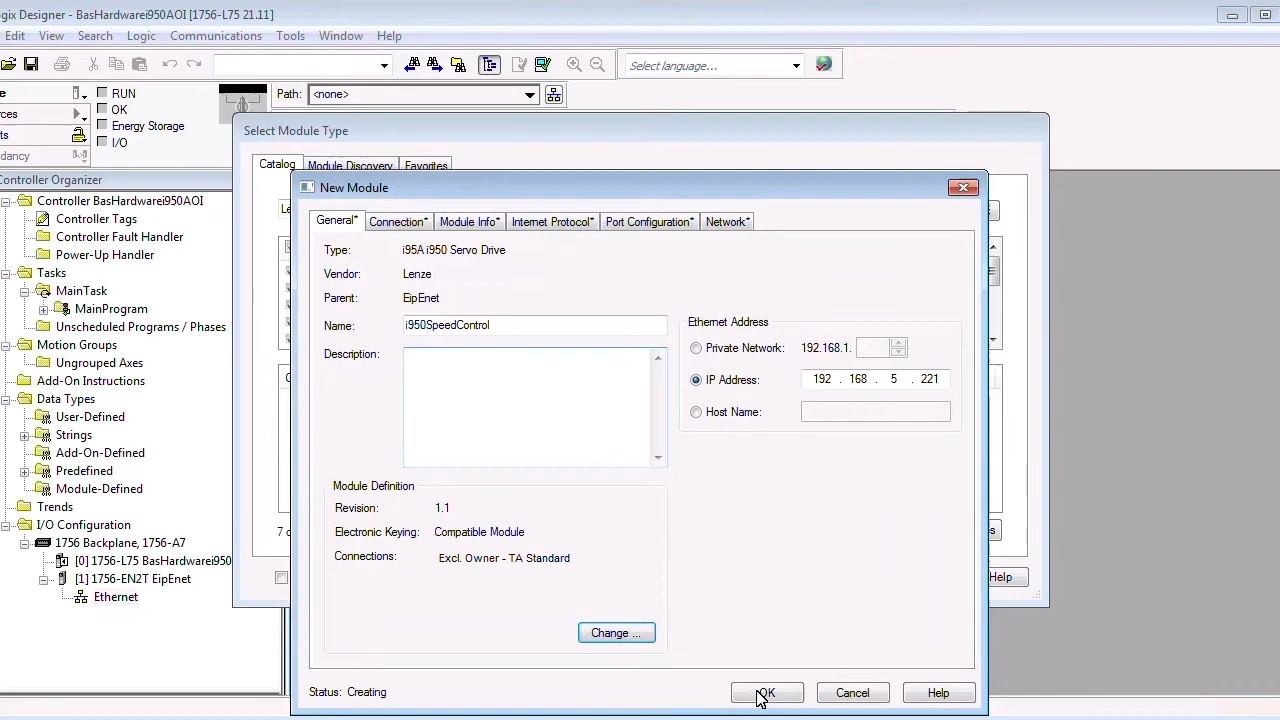 gix Designer - BasHardwarei950AOI [1756-L75 21.11]
Edit View Search Logic Communications Tools Window Help
Select language...
RUN
OK
Energy Storage
I/O
Path: <none>
Select Module Type
Catalog Module Discovery Favorites
ontroller Organizer
Controller BasHardwarei950AOI
Controller Tags
Controller Fault Handler
Power-Up Handler
Tasks
MainTask
MainProgram
Unscheduled Programs / Phases
Motion Groups
Ungrouped Axes
Add-On Instructions
Data Types
User-Defined
Strings
Add-On-Defined
Predefined
Module-Defined
Trends
I/O Configuration
1756 Backplane, 1756-A7
[0] 1756-L75 BasHardwarei950
[1] 1756-EN2T EipEnet
Ethernet
New Module
General* Connection* Module Info* Internet Protocol* Port Configuration* Network*
Type: i95A i950 Servo Drive
Vendor: Lenze
Parent: EipEnet
Name: i950SpeedControl
Description:
Ethernet Address
Private Network: 192.168.1.
IP Address: 192 . 168 . 5 . 221
Host Name:
Module Definition
Revision: 1.1
Electronic Keying: Compatible Module
Connections: Excl. Owner - TA Standard
Change ...
Status: Creating
OK Cancel Help
Help